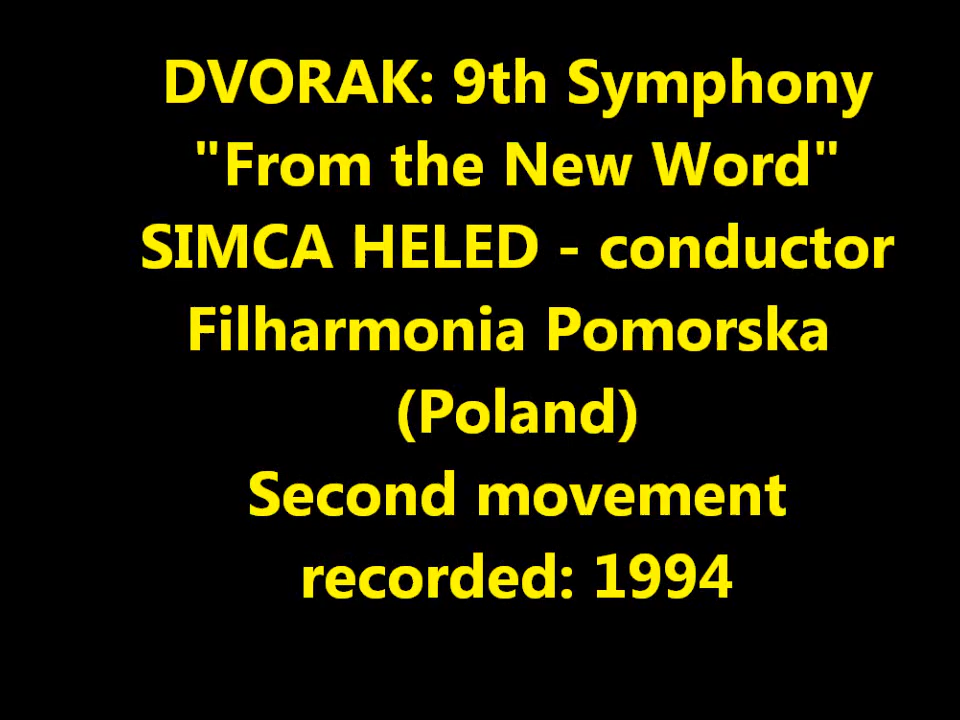 DVORAK: 9th Symphony
"From the New Word"
SIMCA HELED - conductor
Filharmonia Pomorska
(Poland)
Second movement
recorded: 1994